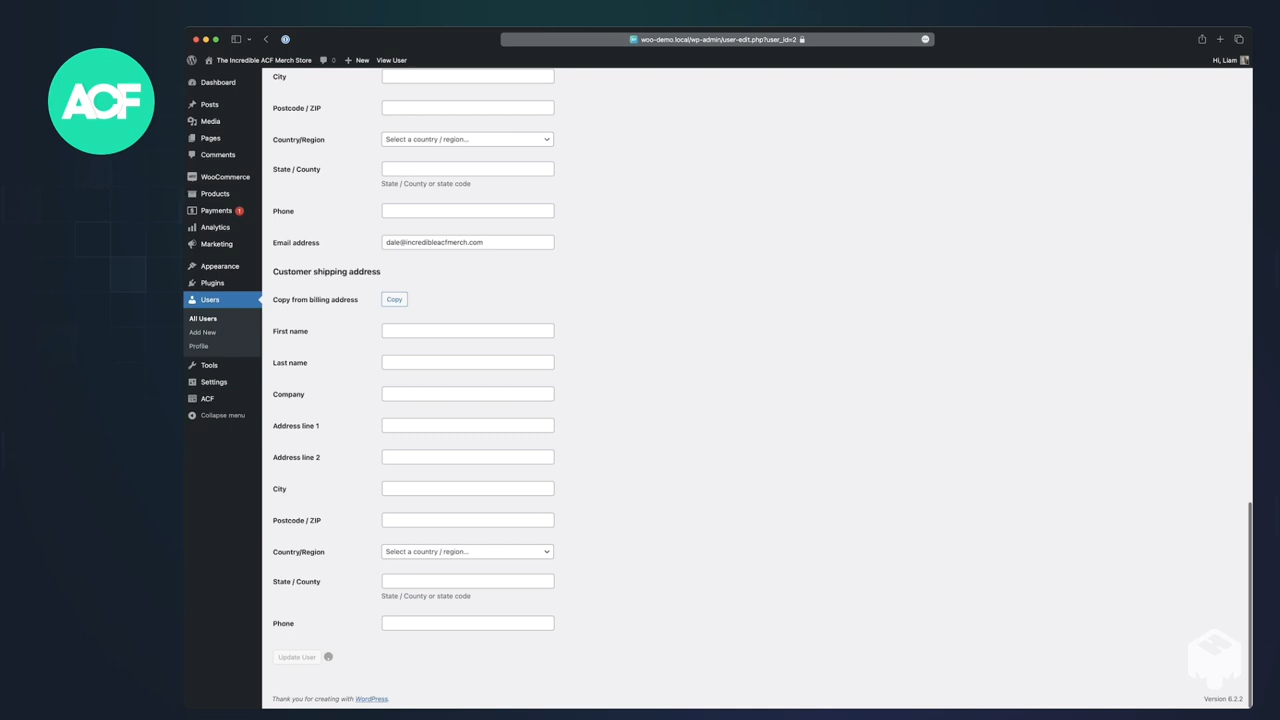 ACF
woo-demo.local/wp-admin/user-edit.php?user_id=2
The Incredible ACF Merch Store
0
New
View User
Hi, Liam
Dashboard
Posts
Media
Pages
Comments
WooCommerce
Products
Payments 1
Analytics
Marketing
Appearance
Plugins
Users
All Users
Add New
Profile
Tools
Settings
ACF
Collapse menu
City
Postcode / ZIP
Country/Region Select a country / region...
State / County
State / County or state code
Phone
Email address dale@incredibleacfmerch.com
Customer shipping address
Copy from billing address Copy
First name
Last name
Company
Address line 1
Address line 2
City
Postcode / ZIP
Country/Region Select a country / region...
State / County
State / County or state code
Phone
Update User
Thank you for creating with WordPress.
Version 6.2.2